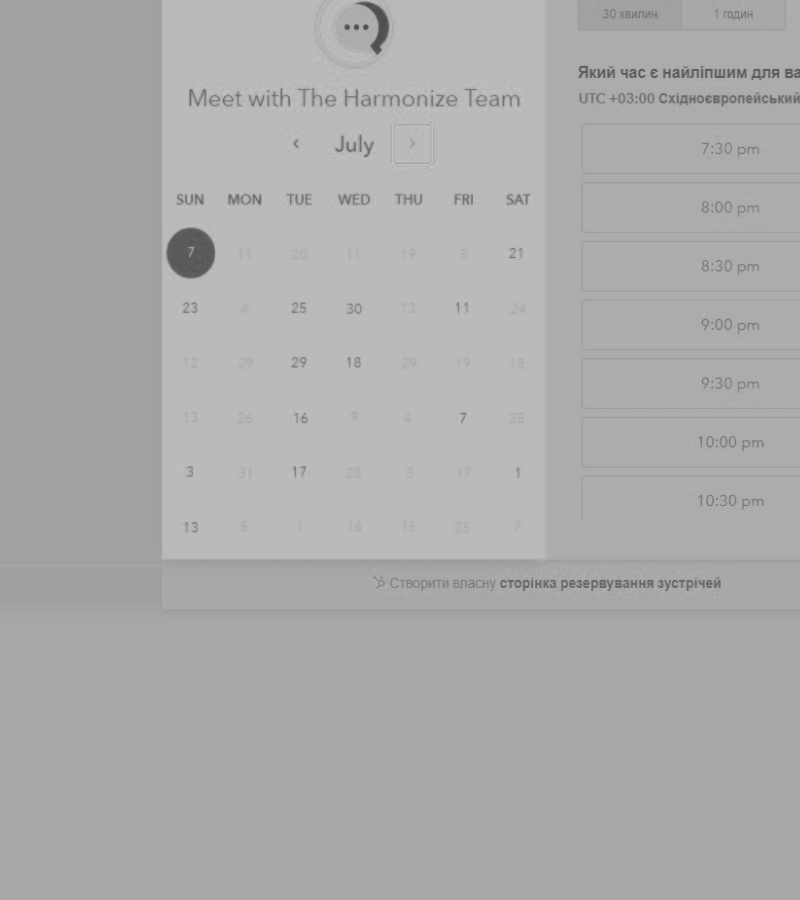 Meet with The Harmonize Team
July
SUN MON TUE WED THU FRI SAT
7 11 20 11 19 3 21
23 4 25 30 13 11 24
12 29 29 18 29 19 18
13 26 16 9 4 7 28
3 31 17 28 3 17 1
13 5 1 16 15 25 7
30 хвилин 1 годин
Який час є найліпшим для ва
UTC +03:00 Східноєвропейський
7:30 pm
8:00 pm
8:30 pm
9:00 pm
9:30 pm
10:00 pm
10:30 pm
Створити власну сторінка резервування зустрічей